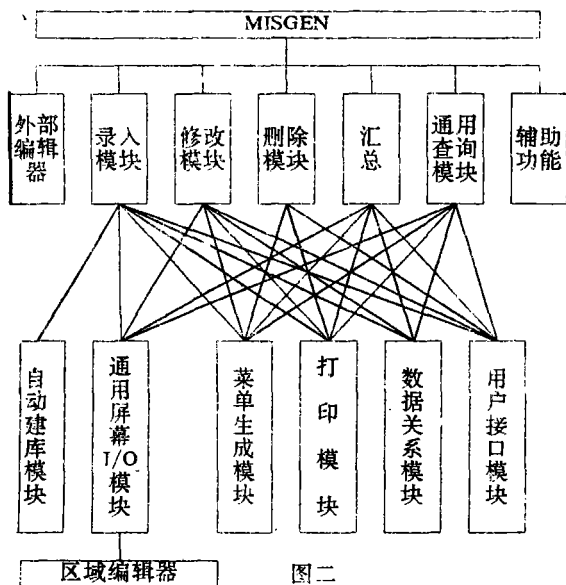 MISGEN
外部
编辑
器
录入
模块
修改
模块
删除
模块
汇
总
通用
查询
模块
辅助
功能
自动建库模块
通用屏幕I/O模块
菜单生成模块
打印模块
数据关系模块
用户接口模块
区域编辑器
图二